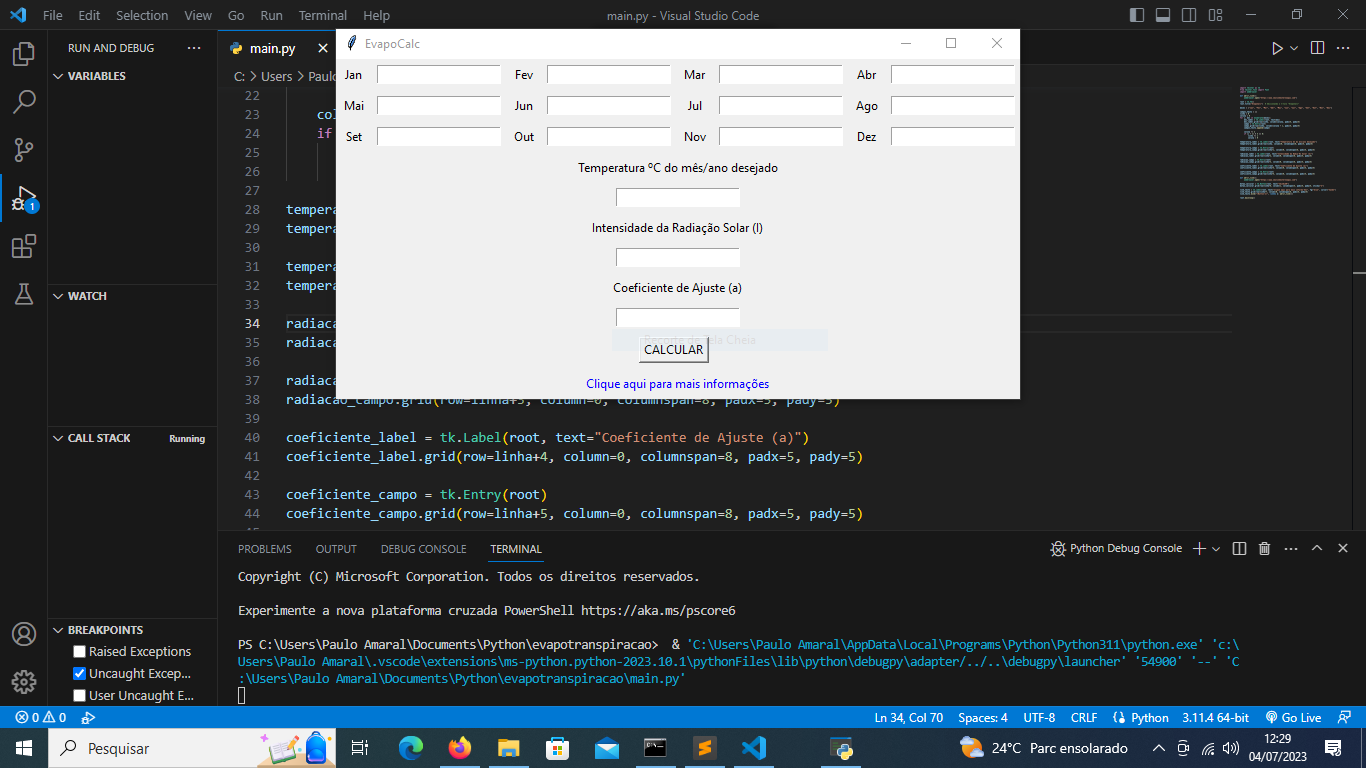 File Edit Selection View Go Run Terminal Help main.py - Visual Studio Code
RUN AND DEBUG ···
main.py
EvapoCalc
VARIABLES
C: > Users > Paulo
Jan Fev Mar Abr
Mai Jun Jul Ago
Set Out Nov Dez
Temperatura ºC do mês/ano desejado
Intensidade da Radiação Solar (I)
Coeficiente de Ajuste (a)
Recorte de Tela Cheia
CALCULAR
Clique aqui para mais informações
22
23 col
24 if
25
26
27
28 tempera
29 tempera
30
31 tempera
32 tempera
33
34 radiaca
35 radiaca
36
37 radiaca
38 radiacao_campo.grid(row=linha+5, column=0, columnspan=8, padx=5, pady=5)
39
40 coeficiente_label = tk.Label(root, text="Coeficiente de Ajuste (a)")
41 coeficiente_label.grid(row=linha+4, column=0, columnspan=8, padx=5, pady=5)
42
43 coeficiente_campo = tk.Entry(root)
44 coeficiente_campo.grid(row=linha+5, column=0, columnspan=8, padx=5, pady=5)
WATCH
CALL STACK Running
BREAKPOINTS
Raised Exceptions
Uncaught Excep...
User Uncaught E...
1
PROBLEMS OUTPUT DEBUG CONSOLE TERMINAL Python Debug Console
Copyright (C) Microsoft Corporation. Todos os direitos reservados.
Experimente a nova plataforma cruzada PowerShell https://aka.ms/pscore6
PS C:\Users\Paulo Amaral\Documents\Python\evapotranspiracao> & 'C:\Users\Paulo Amaral\AppData\Local\Programs\Python\Python311\python.exe' 'c:\
Users\Paulo Amaral\.vscode\extensions\ms-python.python-2023.10.1\pythonFiles\lib\python\debugpy\adapter/../..\debugpy\launcher' '54900' '--' 'C
:\Users\Paulo Amaral\Documents\Python\evapotranspiracao\main.py'
0 0 Ln 34, Col 70 Spaces: 4 UTF-8 CRLF Python 3.11.4 64-bit Go Live
Pesquisar 24°C Parc ensolarado 12:29
04/07/2023